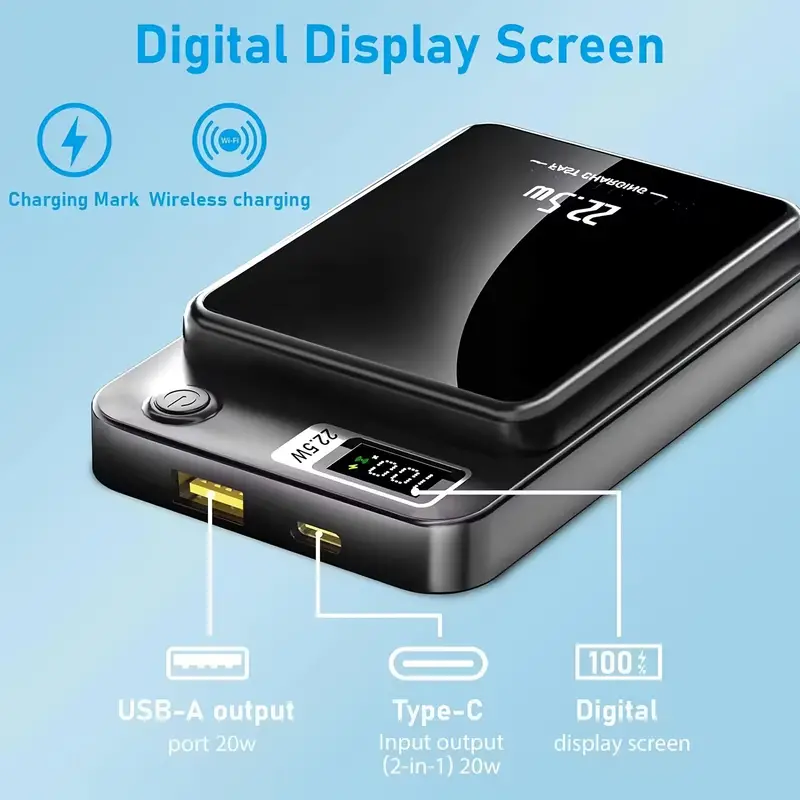 Digital Display Screen
Wi-Fi
Charging Mark
Wireless charging
FAST CHARGING
22.5w
22.5W
100%
USB-A output
port 20w
Type-C
Input output
(2-in-1) 20w
100
Digital
display screen